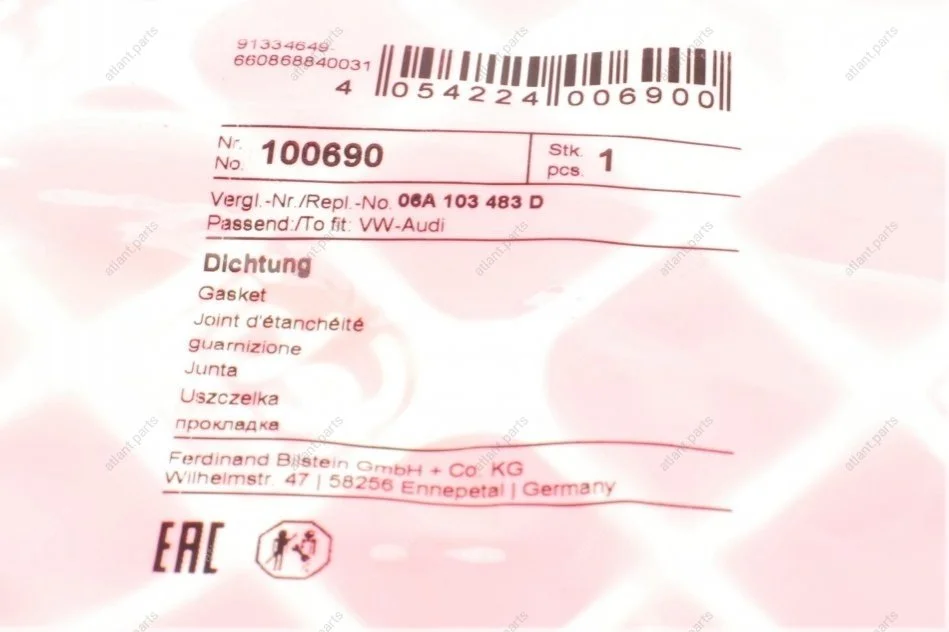 91334649-
660868840031
4 054224 006900
Nr.
No. 100690
Stk.
pcs. 1
Vergl.-Nr./Repl.-No. 06A 103 483 D
Passend:/To fit: VW-Audi
Dichtung
Gasket
Joint d'étanchéité
guarnizione
Junta
Uszczelka
прокладка
Ferdinand Bilstein GmbH + Co. KG
Wilhelmstr. 47 | 58256 Ennepetal | Germany
EAC
atlant.parts